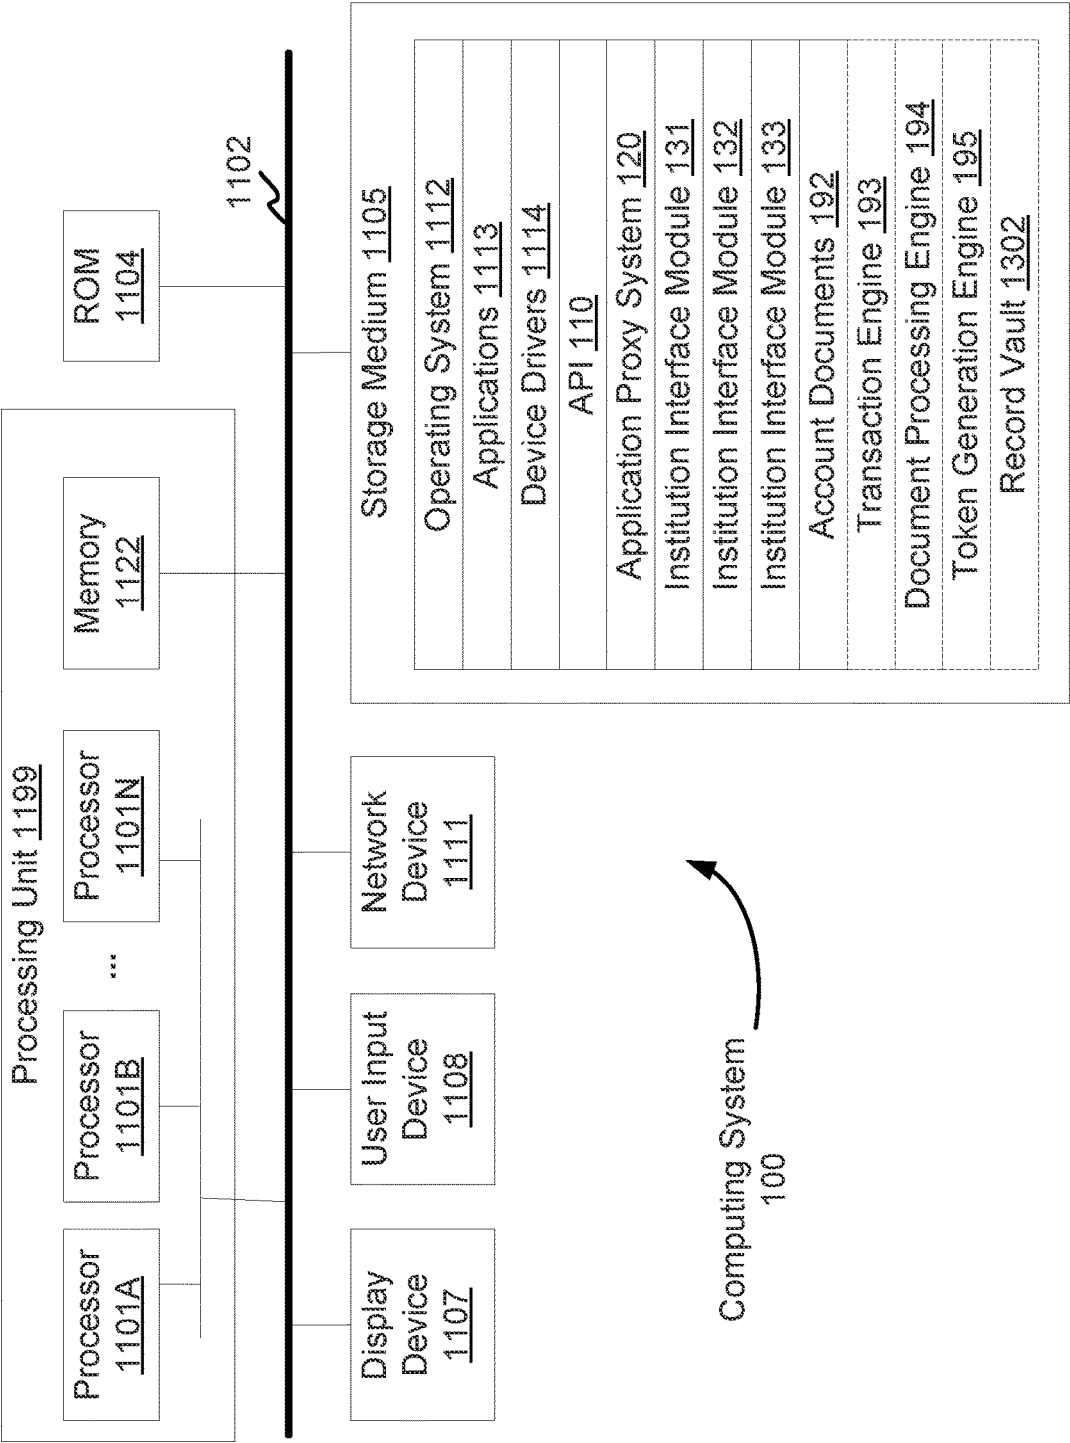 Processing Unit 1199
Processor
1101A
Processor
1101B
...
Processor
1101N
Memory
1122
ROM
1104
1102
Display
Device
1107
User Input
Device
1108
Network
Device
1111
Storage Medium 1105
Operating System 1112
Applications 1113
Device Drivers 1114
API 110
Application Proxy System 120
Institution Interface Module 131
Institution Interface Module 132
Institution Interface Module 133
Account Documents 192
Transaction Engine 193
Document Processing Engine 194
Token Generation Engine 195
Record Vault 1302
Computing System
100